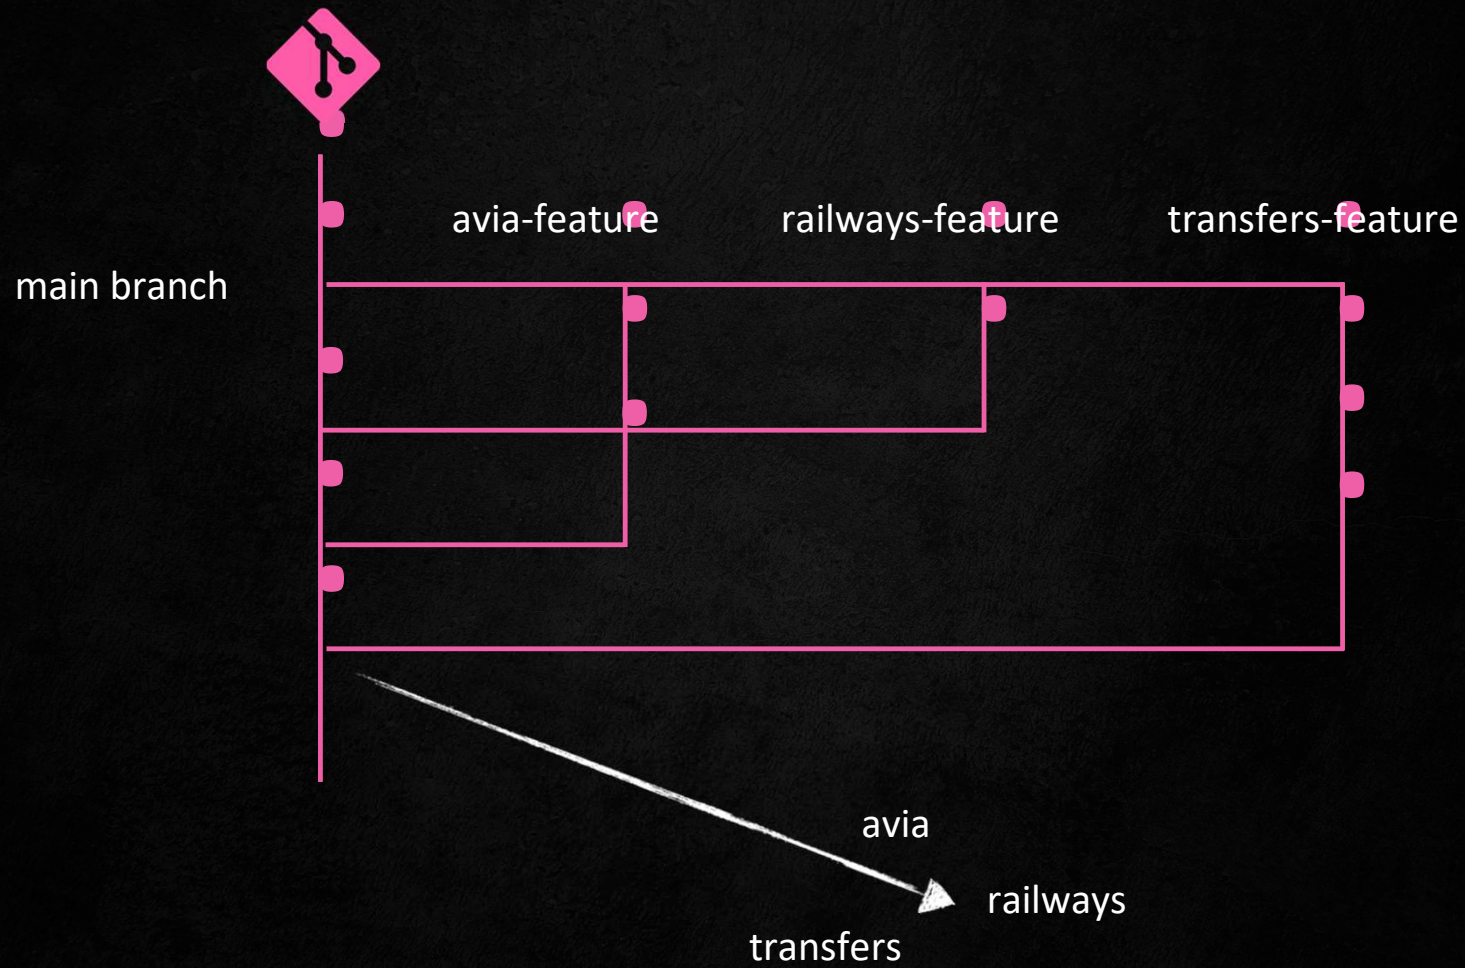 avia-feature
railways-feature
transfers-feature
main branch
avia
railways
transfers